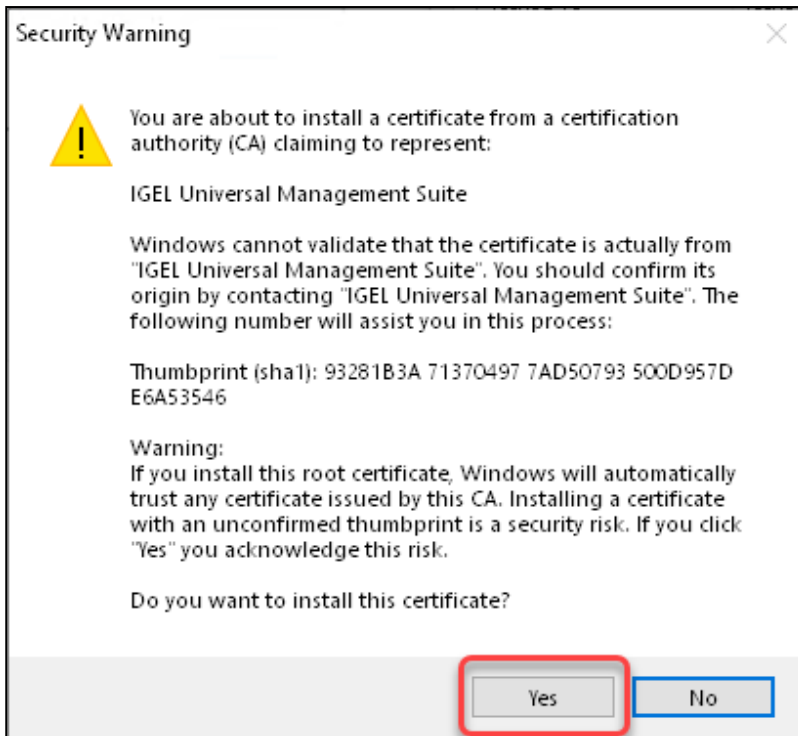 Security Warning
You are about to install a certificate from a certification
authority (CA) claiming to represent:
IGEL Universal Management Suite
Windows cannot validate that the certificate is actually from
"IGEL Universal Management Suite". You should confirm its
origin by contacting "IGEL Universal Management Suite". The
following number will assist you in this process:
Thumbprint (sha1): 93281B3A 71370497 7AD50793 500D957D
E6A53546
Warning:
If you install this root certificate, Windows will automatically
trust any certificate issued by this CA. Installing a certificate
with an unconfirmed thumbprint is a security risk. If you click
"Yes" you acknowledge this risk.
Do you want to install this certificate?
Yes No